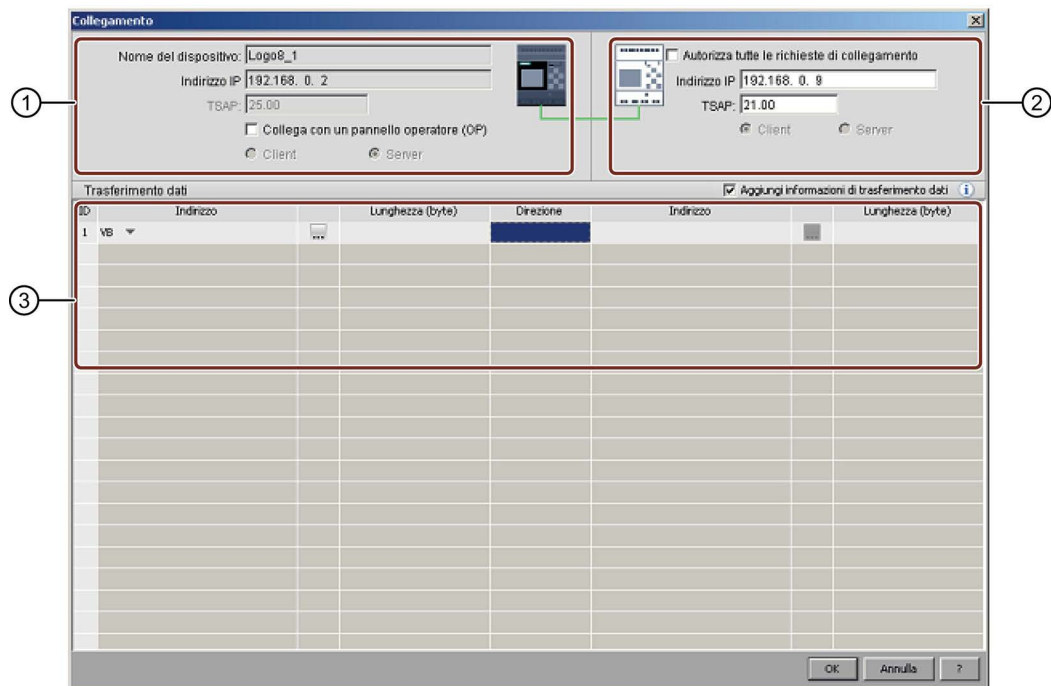 Collegamento
①
Nome del dispositivo: Logo8_1
Indirizzo IP 192.168. 0. 2
TSAP: 25.00
Collega con un pannello operatore (OP)
Client Server
②
Autorizza tutte le richieste di collegamento
Indirizzo IP 192.168. 0. 9
TSAP: 21.00
Client Server
Trasferimento dati Aggiungi informazioni di trasferimento dati i
③
ID Indirizzo Lunghezza (byte) Direzione Indirizzo Lunghezza (byte)
1 VB ...
OK Annulla ?